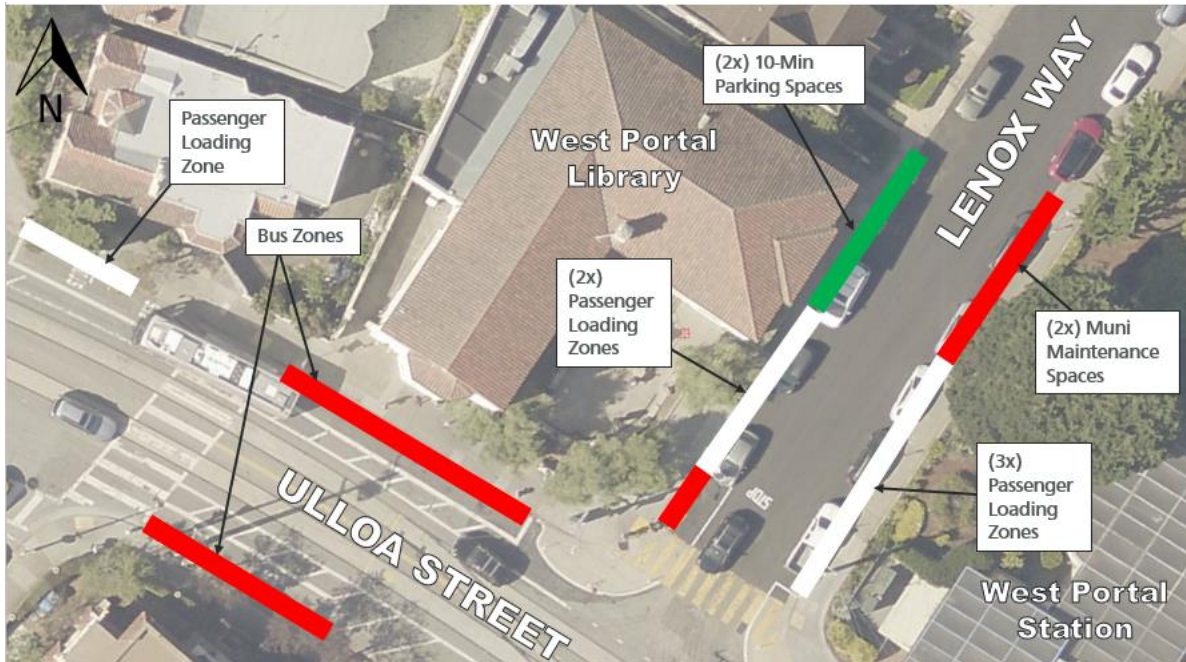 N
Passenger
Loading
Zone
Bus Zones
(2x) 10-Min
Parking Spaces
West Portal
Library
LENOX WAY
(2x)
Passenger
Loading
Zones
(2x) Muni
Maintenance
Spaces
STOP
(3x)
Passenger
Loading
Zones
ULLOA STREET
West Portal
Station